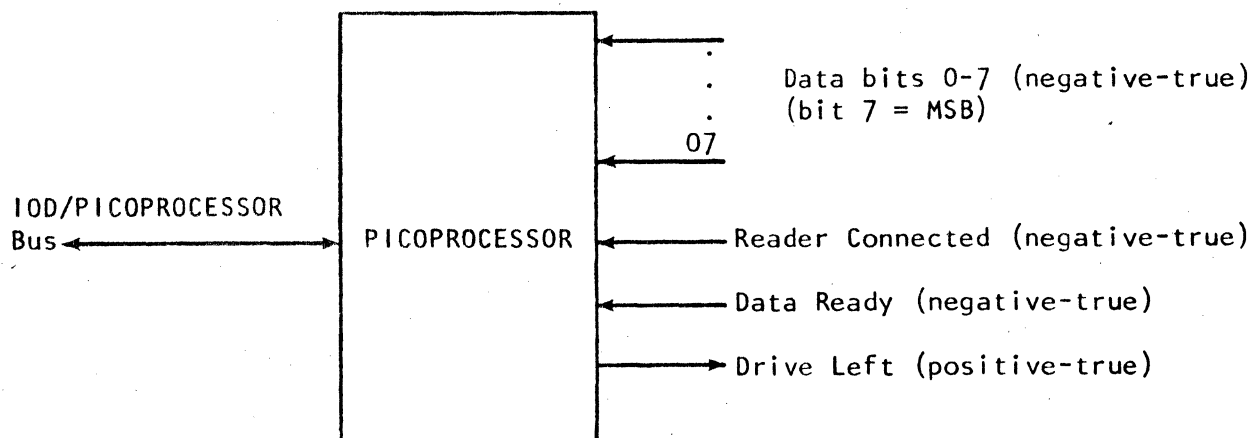 Data bits 0-7 (negative-true)
(bit 7 = MSB)
07
IOD/PICOPROCESSOR
Bus
PICOPROCESSOR
Reader Connected (negative-true)
Data Ready (negative-true)
Drive Left (positive-true)